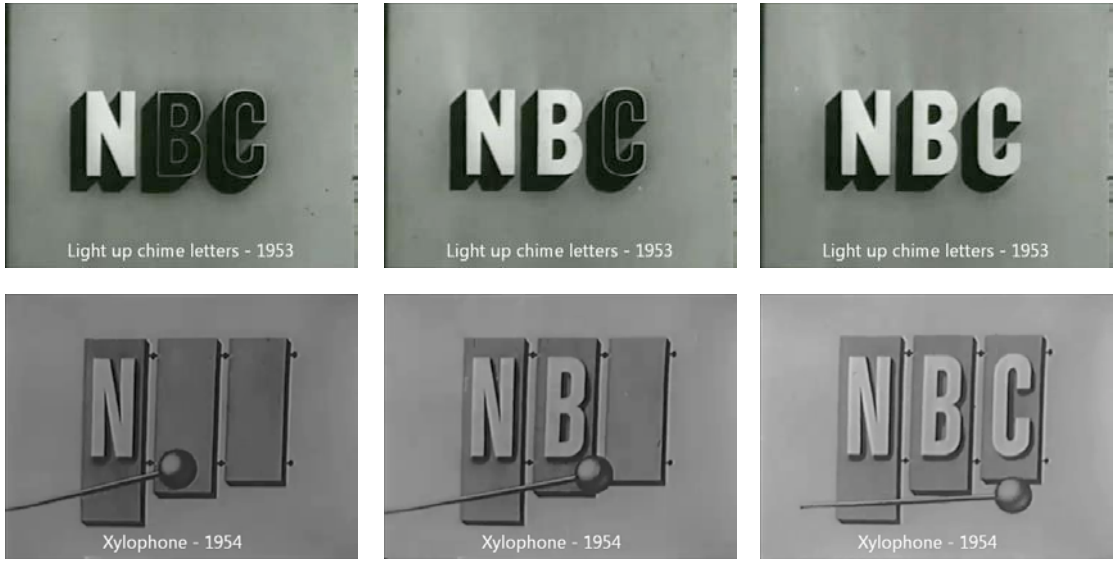 NBC
NBC
NBC
Light up chime letters - 1953
Light up chime letters - 1953
Light up chime letters - 1953
N
NB
NBC
Xylophone - 1954
Xylophone - 1954
Xylophone - 1954